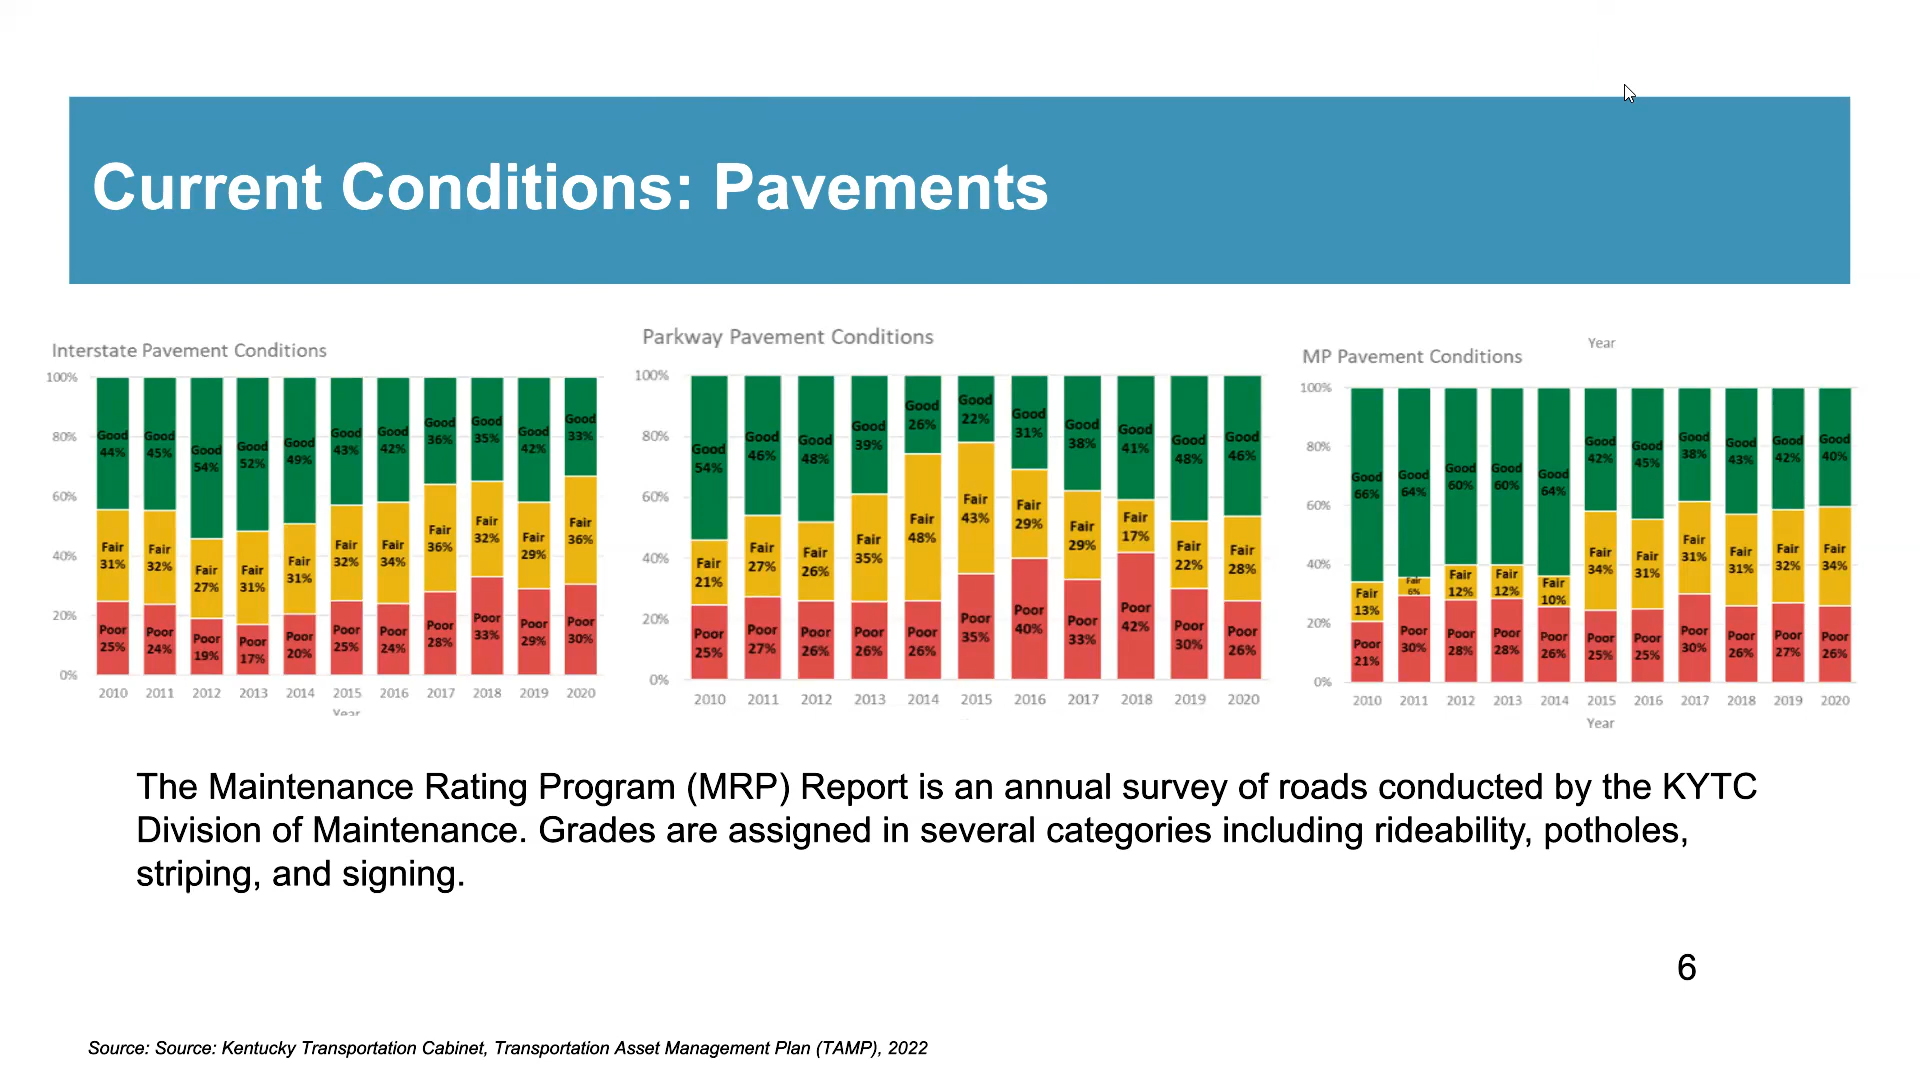 Current Conditions: Pavements
Interstate Pavement Conditions
100%
80%
60%
40%
20%
0%
Good 44%
Fair 31%
Poor 25%
Good 45%
Fair 32%
Poor 24%
Good 54%
Fair 27%
Poor 19%
Good 52%
Fair 31%
Poor 17%
Good 49%
Fair 31%
Poor 20%
Good 43%
Fair 32%
Poor 25%
Good 42%
Fair 34%
Poor 24%
Good 36%
Fair 36%
Poor 28%
Good 35%
Fair 32%
Poor 33%
Good 42%
Fair 29%
Poor 29%
Good 33%
Fair 36%
Poor 30%
2010 2011 2012 2013 2014 2015 2016 2017 2018 2019 2020
Year
Parkway Pavement Conditions
100%
80%
60%
40%
20%
0%
Good 54%
Fair 21%
Poor 25%
Good 46%
Fair 27%
Poor 27%
Good 48%
Fair 26%
Poor 26%
Good 39%
Fair 35%
Poor 26%
Good 26%
Fair 48%
Poor 26%
Good 22%
Fair 43%
Poor 35%
Good 31%
Fair 29%
Poor 40%
Good 38%
Fair 29%
Poor 33%
Good 41%
Fair 17%
Poor 42%
Good 48%
Fair 22%
Poor 30%
Good 46%
Fair 28%
Poor 26%
2010 2011 2012 2013 2014 2015 2016 2017 2018 2019 2020
Year
MP Pavement Conditions
100%
80%
60%
40%
20%
0%
Good 66%
Fair 13%
Poor 21%
Good 64%
Fair 6%
Poor 30%
Good 60%
Fair 12%
Poor 28%
Good 60%
Fair 12%
Poor 28%
Good 64%
Fair 10%
Poor 26%
Good 42%
Fair 34%
Poor 25%
Good 45%
Fair 31%
Poor 25%
Good 38%
Fair 31%
Poor 30%
Good 43%
Fair 31%
Poor 26%
Good 42%
Fair 32%
Poor 27%
Good 40%
Fair 34%
Poor 26%
2010 2011 2012 2013 2014 2015 2016 2017 2018 2019 2020
Year
The Maintenance Rating Program (MRP) Report is an annual survey of roads conducted by the KYTC
Division of Maintenance. Grades are assigned in several categories including rideability, potholes,
striping, and signing.
6
Source: Source: Kentucky Transportation Cabinet, Transportation Asset Management Plan (TAMP), 2022